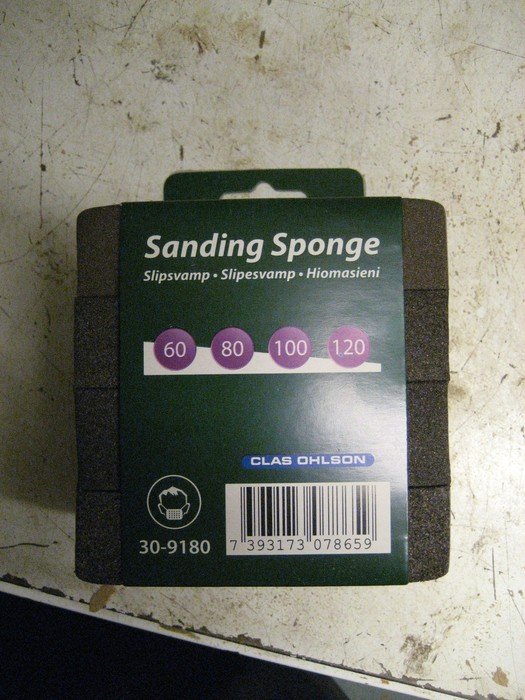 Sanding Sponge
Slipsvamp • Slipesvamp • Hiomasieni
60 80 100 120
CLAS OHLSON
30-9180
7 393173 078659